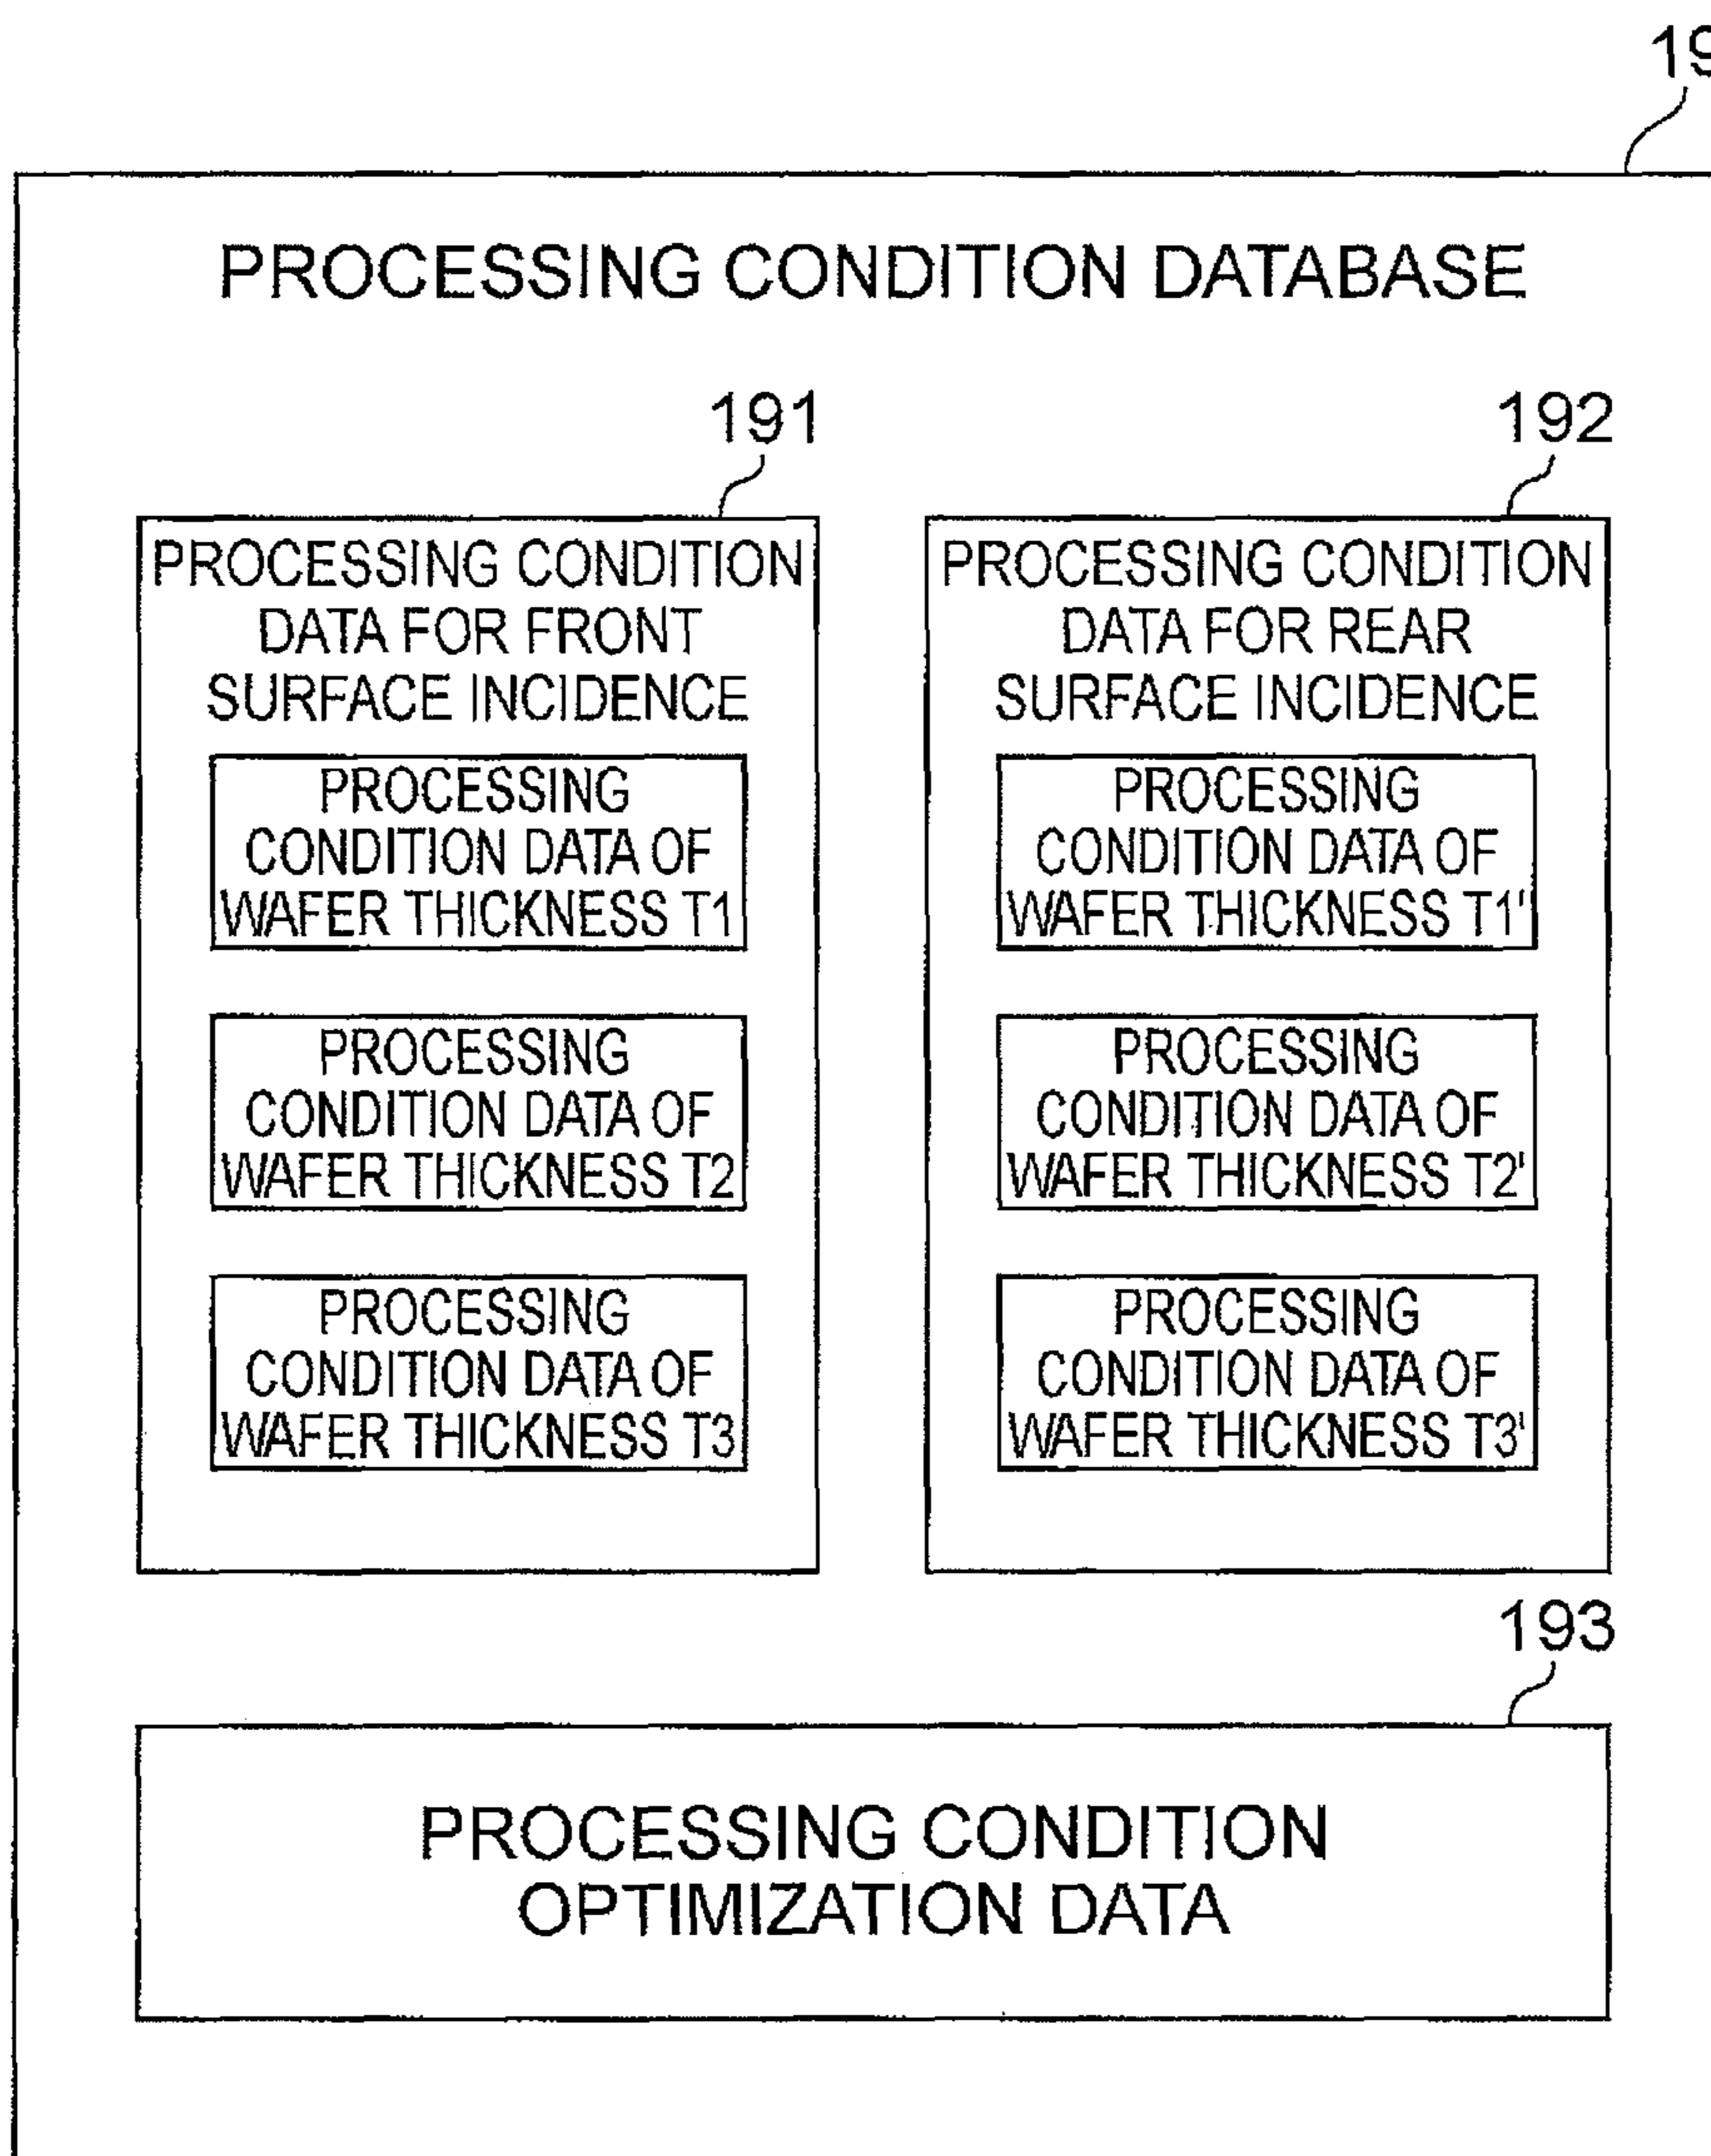 19
PROCESSING CONDITION DATABASE
191
PROCESSING CONDITION
DATA FOR FRONT
SURFACE INCIDENCE
PROCESSING
CONDITION DATA OF
WAFER THICKNESS T1
PROCESSING
CONDITION DATA OF
WAFER THICKNESS T2
PROCESSING
CONDITION DATA OF
WAFER THICKNESS T3
192
PROCESSING CONDITION
DATA FOR REAR
SURFACE INCIDENCE
PROCESSING
CONDITION DATA OF
WAFER THICKNESS T1'
PROCESSING
CONDITION DATA OF
WAFER THICKNESS T2'
PROCESSING
CONDITION DATA OF
WAFER THICKNESS T3'
193
PROCESSING CONDITION
OPTIMIZATION DATA